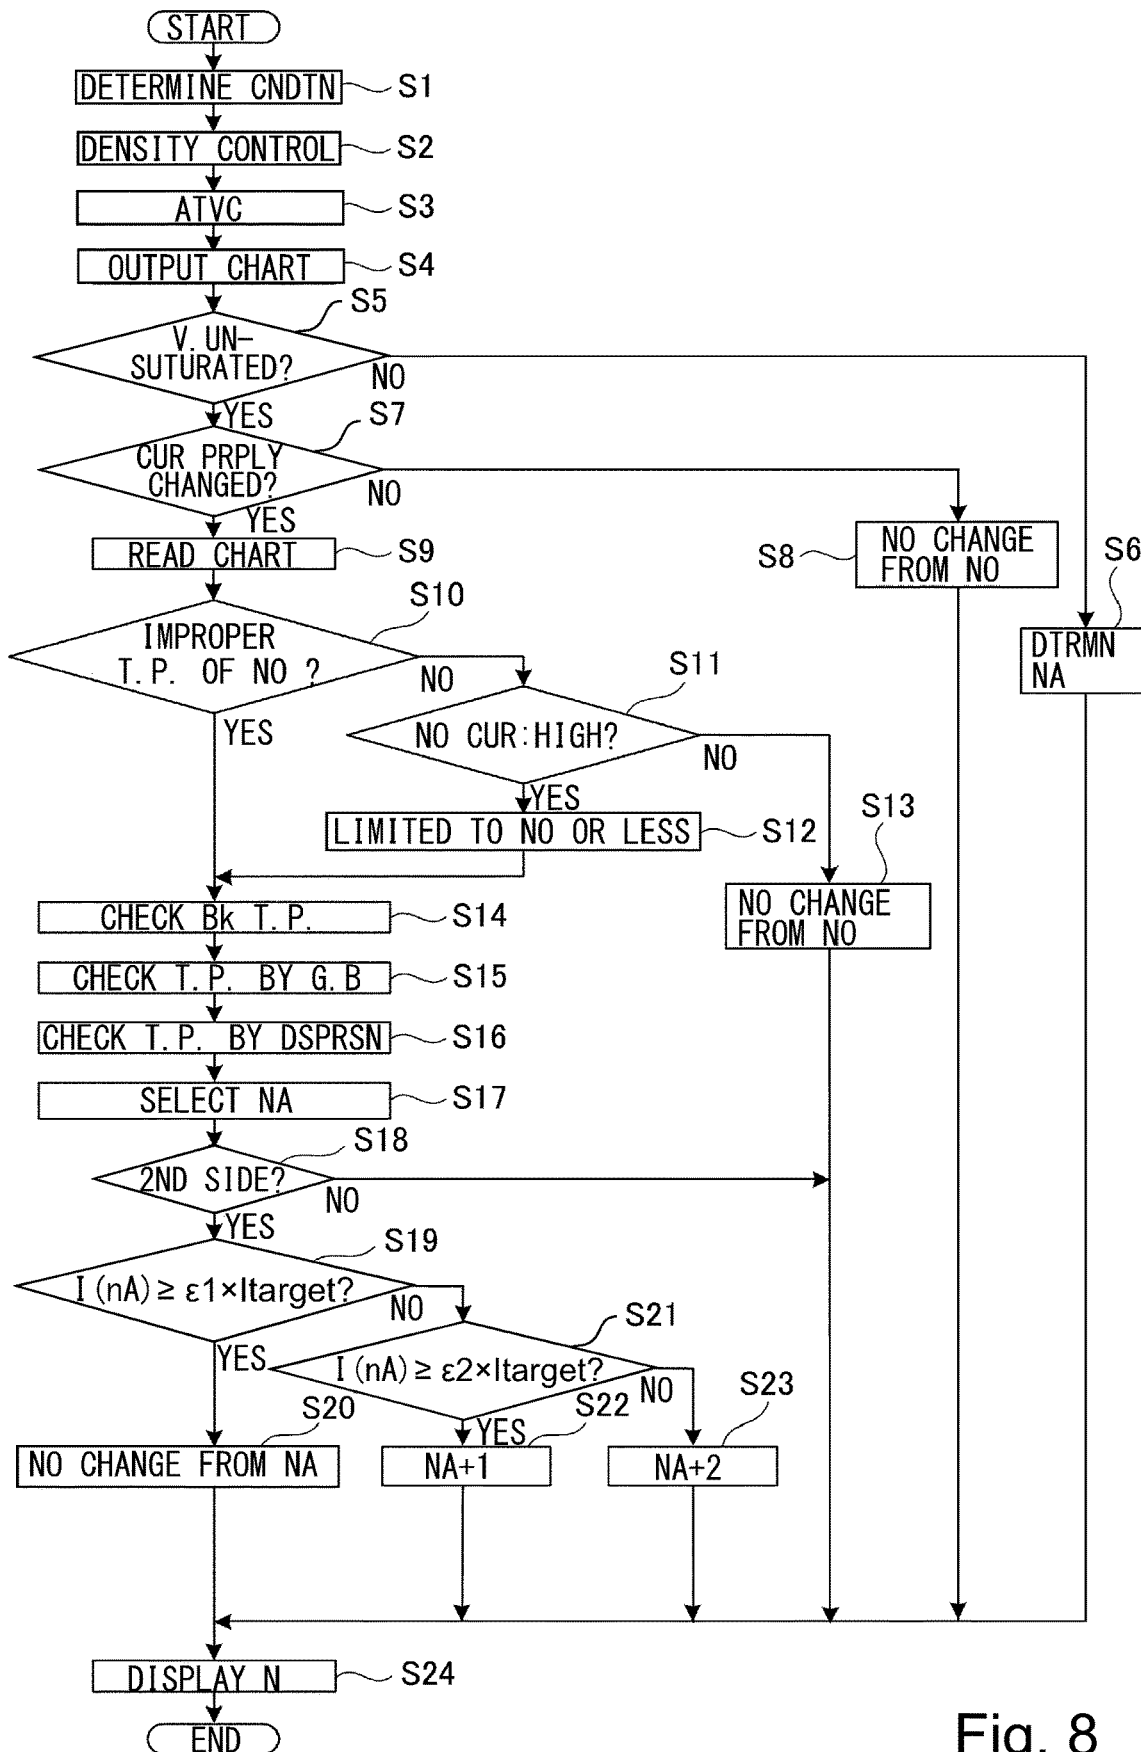 START
DETERMINE CNDTN
S1
DENSITY CONTROL
S2
ATVC
S3
OUTPUT CHART
S4
S5
V.UN-
SUTURATED?
NO
YES
S7
CUR PRPLY
CHANGED?
NO
YES
READ CHART
S9
S8
NO CHANGE
FROM NO
S6
DTRMN
NA
S10
IMPROPER
T.P. OF NO ?
NO
YES
S11
NO CUR:HIGH?
NO
YES
LIMITED TO NO OR LESS
S12
S13
NO CHANGE
FROM NO
CHECK Bk T.P.
S14
CHECK T.P. BY G.B
S15
CHECK T.P. BY DSPRSN
S16
SELECT NA
S17
S18
2ND SIDE?
NO
YES
S19
I(nA)≥ ε1×Itarget?
NO
YES
S21
I(nA)≥ ε2×Itarget?
NO
YES
S20
NO CHANGE FROM NA
S22
NA+1
S23
NA+2
DISPLAY N
S24
END
Fig. 8